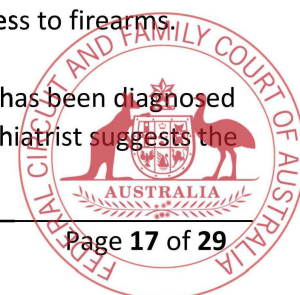 ess to firearms.
has been diagnosed
hiatrist suggests the
Page 17 of 29
FEDERAL CIRCUIT AND FAMILY COURT OF AUSTRALIA
AUSTRALIA